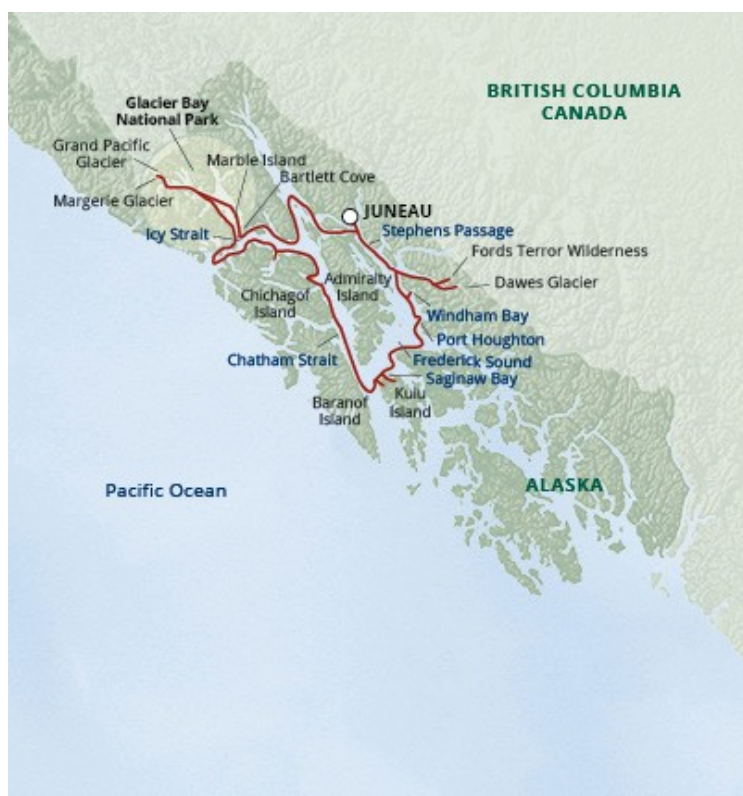 BRITISH COLUMBIA
CANADA
Glacier Bay
National Park
Grand Pacific
Glacier
Marble Island
Bartlett Cove
Margerie Glacier
JUNEAU
Icy Strait
Stephens Passage
Fords Terror Wilderness
Dawes Glacier
Admiralty
Island
Chichagof
Island
Windham Bay
Port Houghton
Chatham Strait
Frederick Sound
Saginaw Bay
Kuiu
Island
Baranof
Island
ALASKA
Pacific Ocean